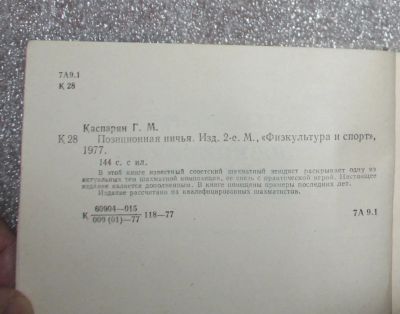 7А9.1
К 28
Каспарян Г. М.
К 28 Позиционная ничья. Изд. 2-е. М., «Физкультура и спорт»,
1977.
144 с. с ил.
В этой книге известный советский шахматный этюдист раскрывает одну из
актуальных тем шахматной композиции, ее связь с практической игрой. Настоящее
издание является дополненным. В книге помещены примеры последних лет.
Издание рассчитано на квалифицированных шахматистов.
К 60904—015
009 (01)—77 118—77 7А 9.1